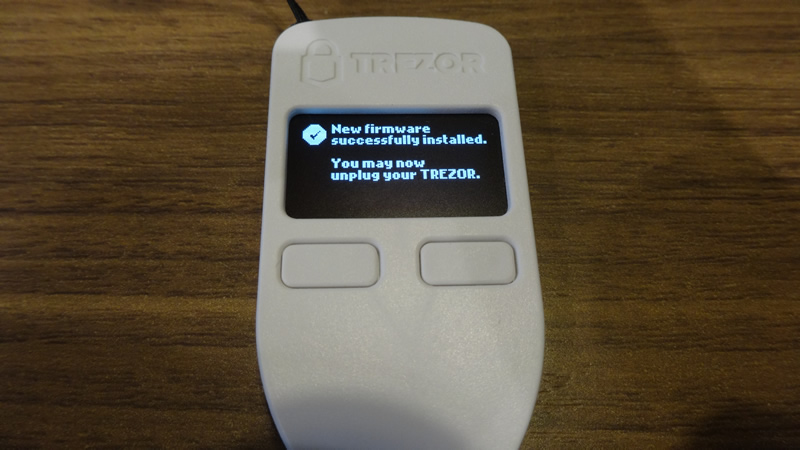 TREZOR
New firmware
successfully installed.
You may now
unplug your TREZOR.